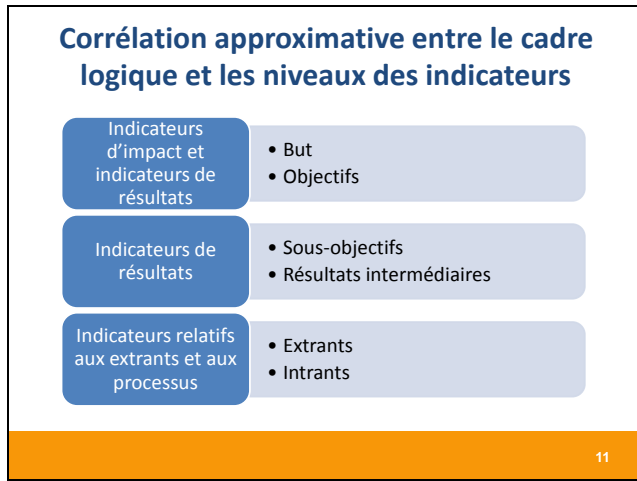 Corrélation approximative entre le cadre
logique et les niveaux des indicateurs
Indicateurs
d’impact et
indicateurs de
résultats
• But
• Objectifs
Indicateurs de
résultats
• Sous-objectifs
• Résultats intermédiaires
Indicateurs relatifs
aux extrants et aux
processus
• Extrants
• Intrants
11